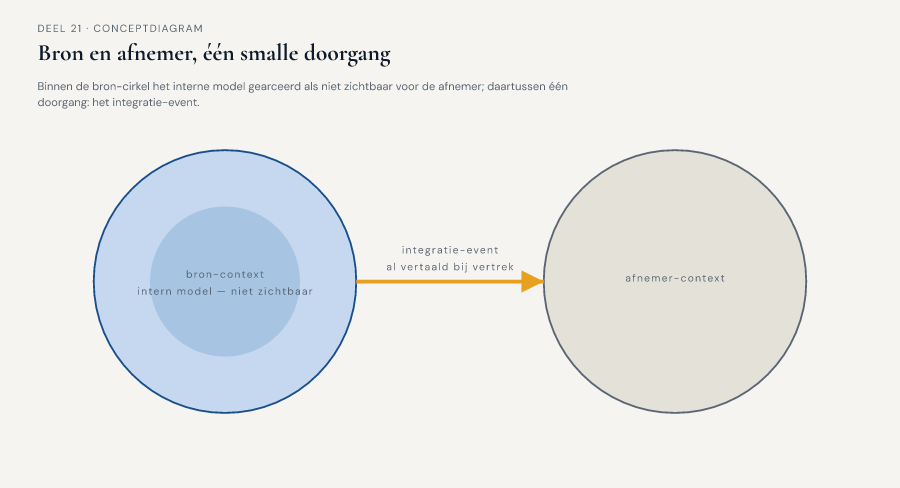 DEEL 21 · CONCEPTDIAGRAM
Bron en afnemer, één smalle doorgang
Binnen de bron-cirkel het interne model gearceerd als niet zichtbaar voor de afnemer; daartussen één
doorgang: het integratie-event.
integratie-event
al vertaald bij vertrek
bron-context
intern model — niet zichtbaar
afnemer-context